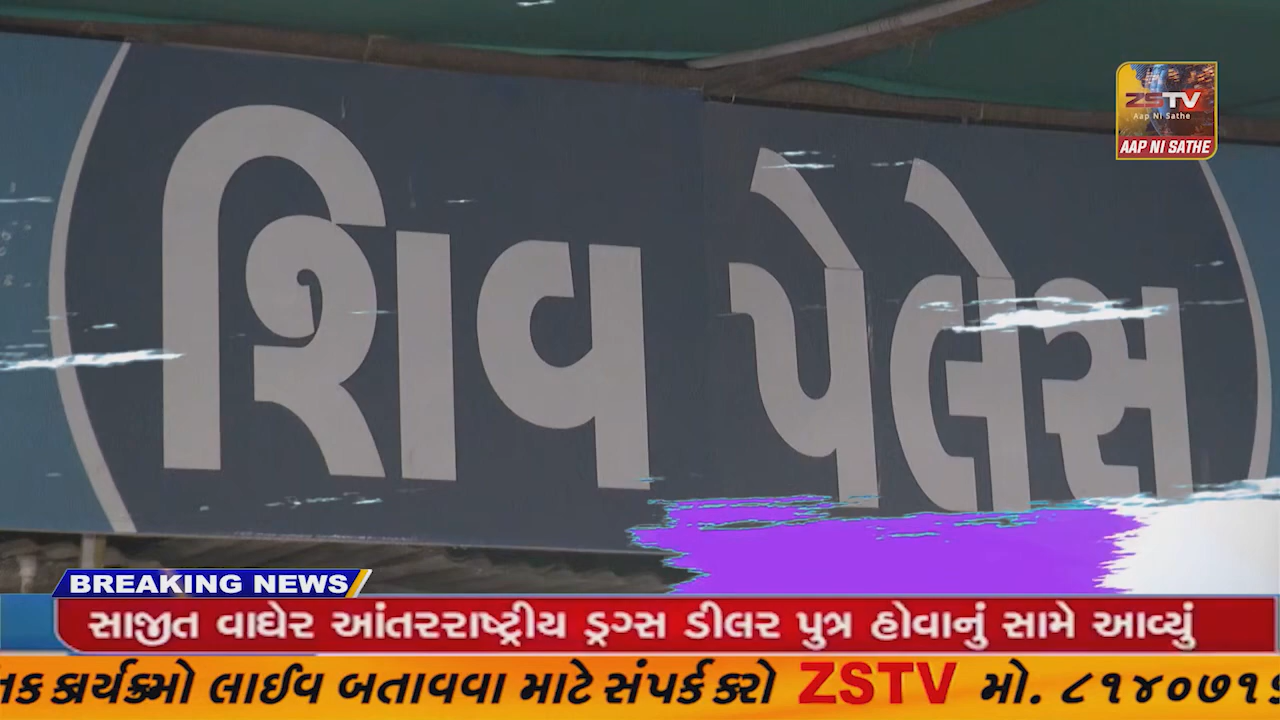 શિવ પેલેસ
ZSTV
Aap Ni Sathe
AAP NI SATHE
BREAKING NEWS
સાજીત વાઘેર આંતરરાષ્ટ્રીય ડ્રગ્સ ડીલર પુત્ર હોવાનું સામે આવ્યું
કાર્યક્રમો લાઈવ બતાવવા માટે સંપર્ક કરો ZSTV મો. ૮૧૪૦૭૧